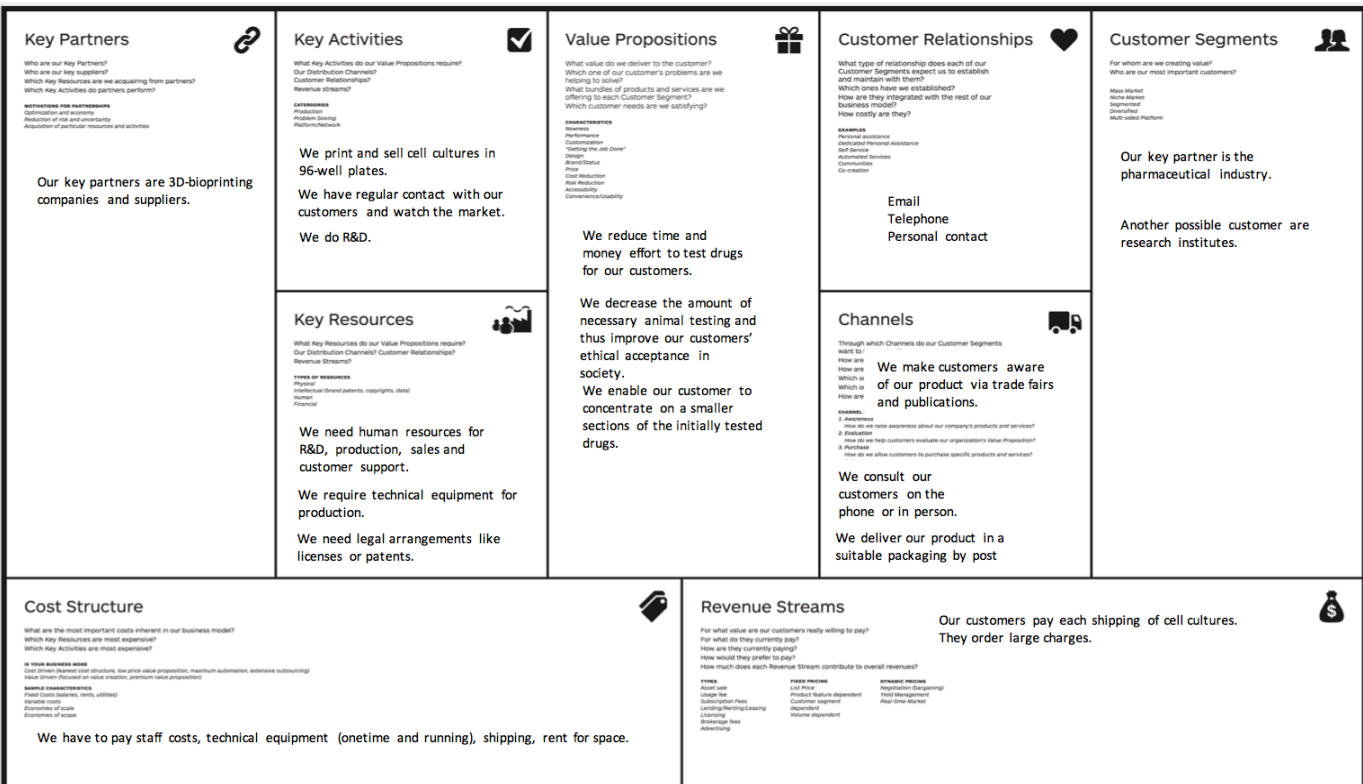 Key Partners
Who are our Key Partners?
Who are our key suppliers?
Which Key Resources are we acquairing from partners?
Which Key Activities do partners perform?
MOTIVATIONS FOR PARTNERSHIPS
Optimization and economy
Reduction of risk and uncertainty
Acquisition of particular resources and activities
Our key partners are 3D-bioprinting
companies and suppliers.
Key Activities
What Key Activities do our Value Propositions require?
Our Distribution Channels?
Customer Relationships?
Revenue streams?
CATERGORIES
Production
Problem Solving
Platform/Network
We print and sell cell cultures in
96-well plates.
We have regular contact with our
customers and watch the market.
We do R&D.
Key Resources
What Key Resources do our Value Propositions require?
Our Distribution Channels? Customer Relationships?
Revenue Streams?
TYPES OF RESOURCES
Physical
Intellectual (brand patents, copyrights, data)
Human
Financial
We need human resources for
R&D, production, sales and
customer support.
We require technical equipment for
production.
We need legal arrangements like
licenses or patents.
Value Propositions
What value do we deliver to the customer?
Which one of our customer's problems are we
helping to solve?
What bundles of products and services are we
offering to each Customer Segment?
Which customer needs are we satisfying?
CHARACTERISTICS
Newness
Performance
Customization
"Getting the Job Done"
Design
Brand/Status
Price
Cost Reduction
Risk Reduction
Accessibility
Convenience/Usability
We reduce time and
money effort to test drugs
for our customers.
We decrease the amount of
necessary animal testing and
thus improve our customers'
ethical acceptance in
society.
We enable our customer to
concentrate on a smaller
sections of the initially tested
drugs.
Customer Relationships
What type of relationship does each of our
Customer Segments expect us to establish
and maintain with them?
Which ones have we established?
How are they integrated with the rest of our
business model?
How costly are they?
EXAMPLES
Personal assistance
Dedicated Personal Assistance
Self-Service
Automated Services
Communities
Co-creation
Email
Telephone
Personal contact
Channels
Through which Channels do our Customer Segments
want to
How are
How are
Which
Which
How are
We make customers aware
of our product via trade fairs
and publications.
CHANNEL
1. Awareness
How do we raise awareness about our company's products and services?
2. Evaluation
How do we help customers evaluate our organization's Value Proposition?
3. Purchase
How do we allow customers to purchase specific products and services?
We consult our
customers on the
phone or in person.
We deliver our product in a
suitable packaging by post
Customer Segments
For whom are we creating value?
Who are our most important customers?
Mass Market
Niche Market
Segmented
Diversified
Multi-sided Platform
Our key partner is the
pharmaceutical industry.
Another possible customer are
research institutes.
Cost Structure
What are the most important costs inherent in our business model?
Which Key Resources are most expensive?
Which Key Activities are most expensive?
IS YOUR BUSINESS MORE
Cost Driven (leanest cost structure, low price value proposition, maximum automation, extensive outsourcing)
Value Driven (focused on value creation, premium value proposition)
SAMPLE CHARACTERISTICS
Fixed Costs (salaries, rents, utilities)
Variable costs
Economies of scale
Economies of scope
We have to pay staff costs, technical equipment (onetime and running), shipping, rent for space.
Revenue Streams
For what value are our customers really willing to pay?
For what do they currently pay?
How are they currently paying?
How would they prefer to pay?
How much does each Revenue Stream contribute to overall revenues?
TYPES
Asset sale
Usage fee
Subscription Fees
Lending/Renting/Leasing
Licensing
Brokerage fees
Advertising
FIXED PRICING
List Price
Product feature dependent
Customer segment
dependent
Volume dependent
DYNAMIC PRICING
Negotiation (bargaining)
Yield Management
Real-time-Market
Our customers pay each shipping of cell cultures.
They order large charges.
$